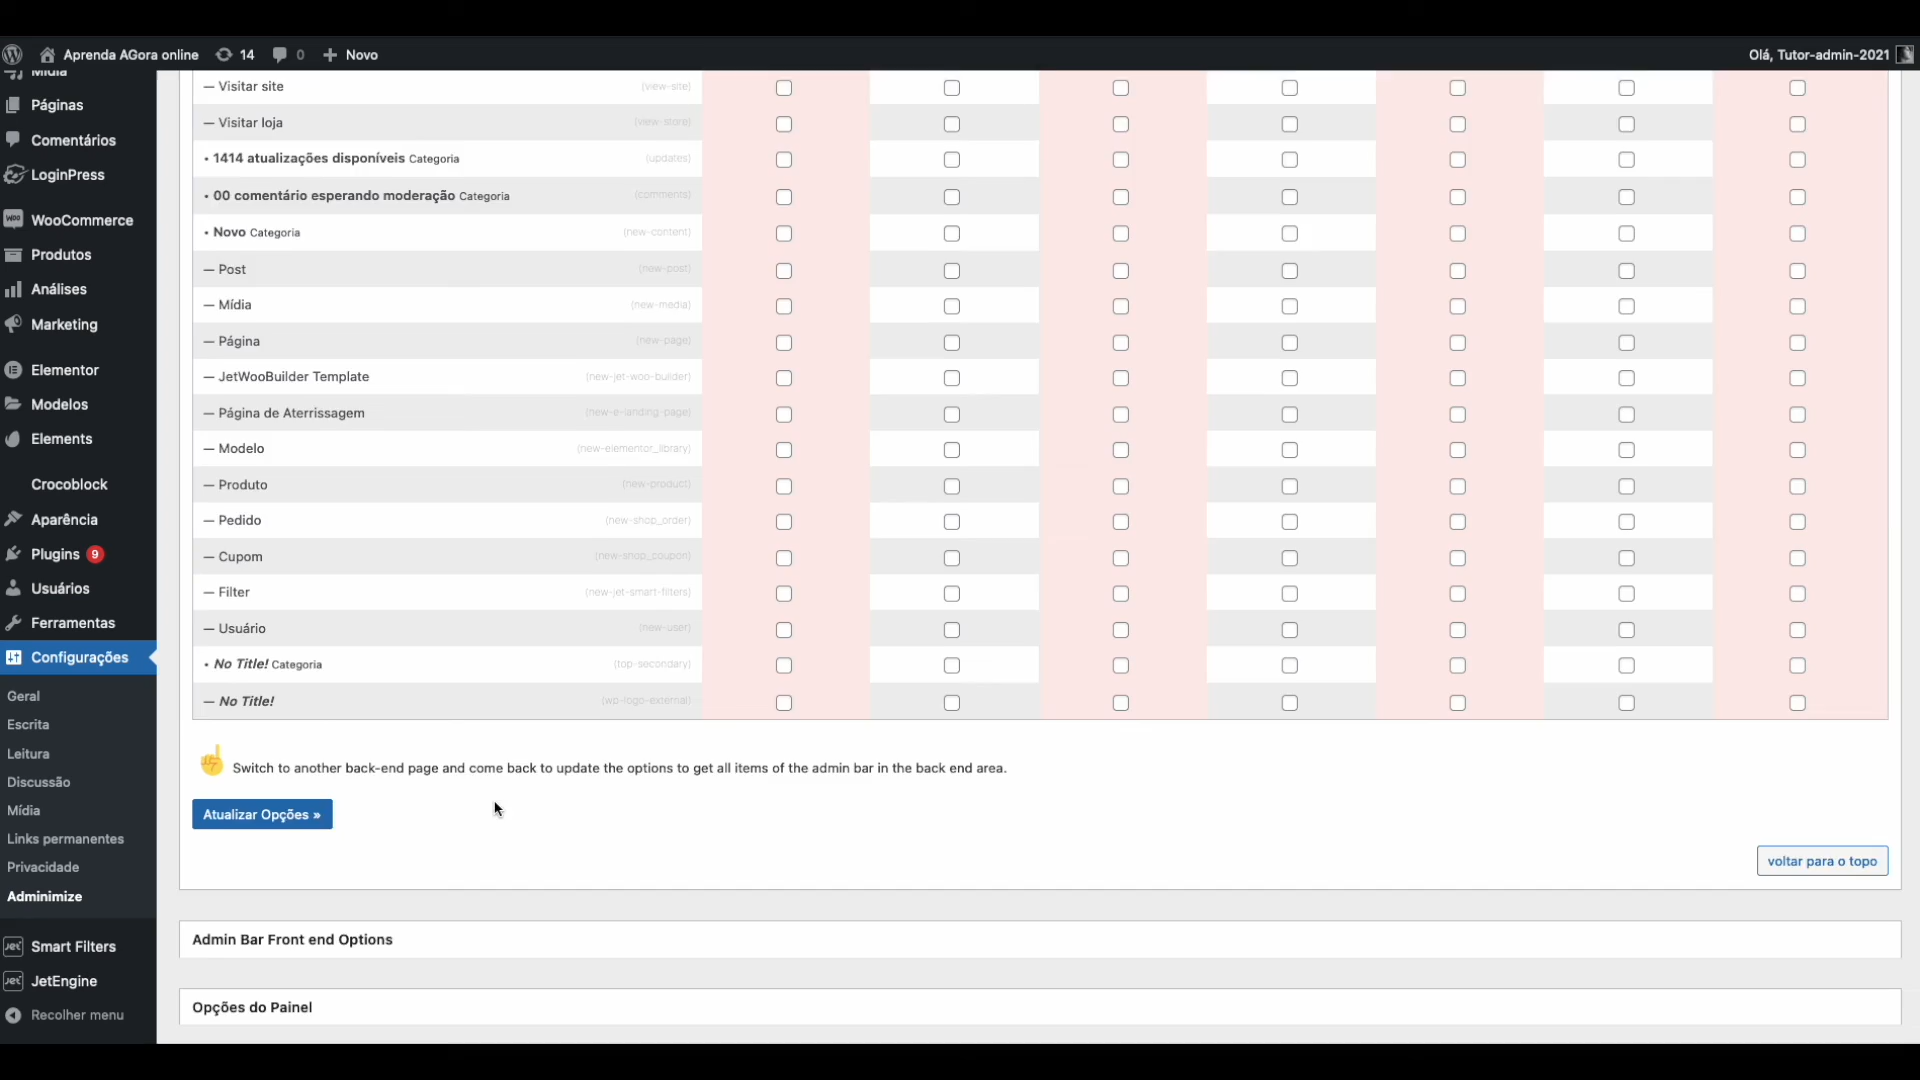 Aprenda AGora online
14
0
Novo
Olá, Tutor-admin-2021
Mídia
Páginas
Comentários
LoginPress
WooCommerce
Produtos
Análises
Marketing
Elementor
Modelos
Elements
Crocoblock
Aparência
Plugins 9
Usuários
Ferramentas
Configurações
Geral
Escrita
Leitura
Discussão
Mídia
Links permanentes
Privacidade
Adminimize
Smart Filters
JetEngine
Recolher menu
— Visitar site (view-site)
— Visitar loja (view-store)
• 1414 atualizações disponíveis Categoria (updates)
• 00 comentário esperando moderação Categoria (comments)
• Novo Categoria (new-content)
— Post (new-post)
— Mídia (new-media)
— Página (new-page)
— JetWooBuilder Template (new-jet-woo-builder)
— Página de Aterrissagem (new-e-landing-page)
— Modelo (new-elementor_library)
— Produto (new-product)
— Pedido (new-shop_order)
— Cupom (new-shop_coupon)
— Filter (new-jet-smart-filters)
— Usuário (new-user)
• No Title! Categoria (top-secondary)
— No Title! (wp-logo-external)
Switch to another back-end page and come back to update the options to get all items of the admin bar in the back end area.
Atualizar Opções »
voltar para o topo
Admin Bar Front end Options
Opções do Painel